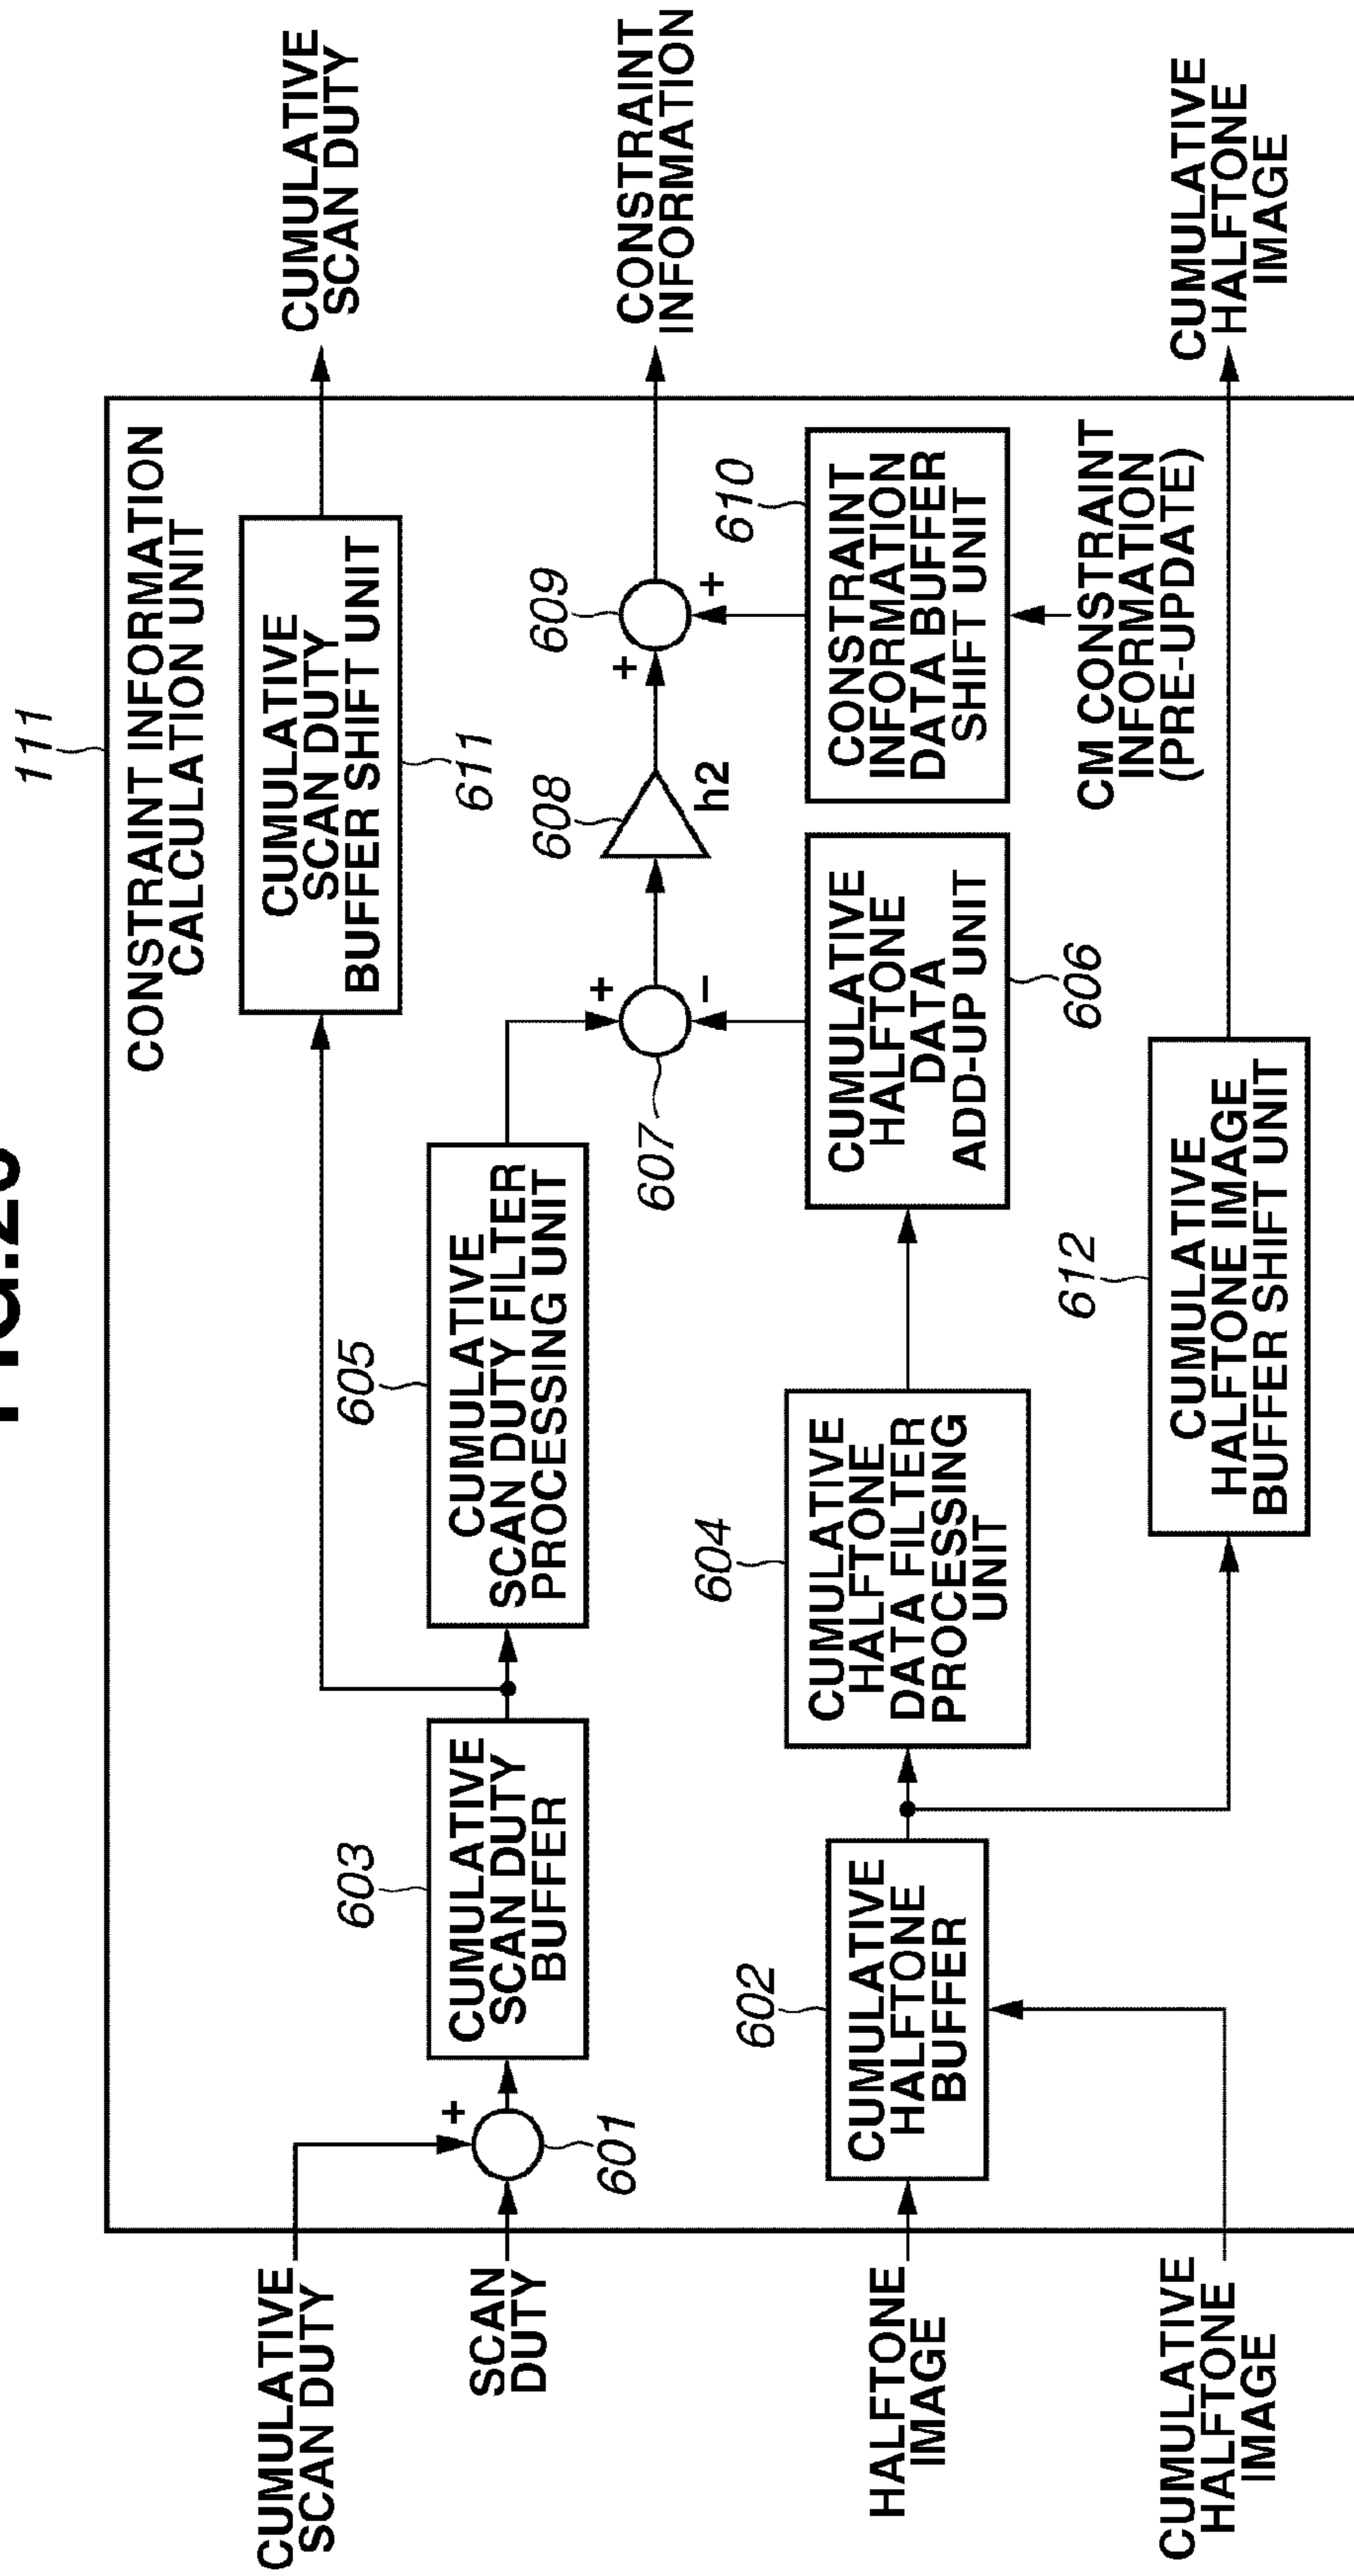 111
CONSTRAINT INFORMATION
CALCULATION UNIT
CUMULATIVE
SCAN DUTY
SCAN
DUTY
HALFTONE
IMAGE
CUMULATIVE
HALFTONE
IMAGE
+
601
603
CUMULATIVE
SCAN DUTY
BUFFER
602
CUMULATIVE
HALFTONE
BUFFER
605
CUMULATIVE
SCAN DUTY FILTER
PROCESSING UNIT
604
CUMULATIVE
HALFTONE
DATA FILTER
PROCESSING
UNIT
612
CUMULATIVE
HALFTONE IMAGE
BUFFER SHIFT UNIT
CUMULATIVE
SCAN DUTY
BUFFER SHIFT UNIT
611
+
−
607
CUMULATIVE
HALFTONE
DATA
ADD-UP UNIT
606
608
h2
609
+
+
610
CONSTRAINT
INFORMATION
DATA BUFFER
SHIFT UNIT
CM CONSTRAINT
INFORMATION
(PRE-UPDATE)
CUMULATIVE
SCAN DUTY
CONSTRAINT
INFORMATION
CUMULATIVE
HALFTONE
IMAGE